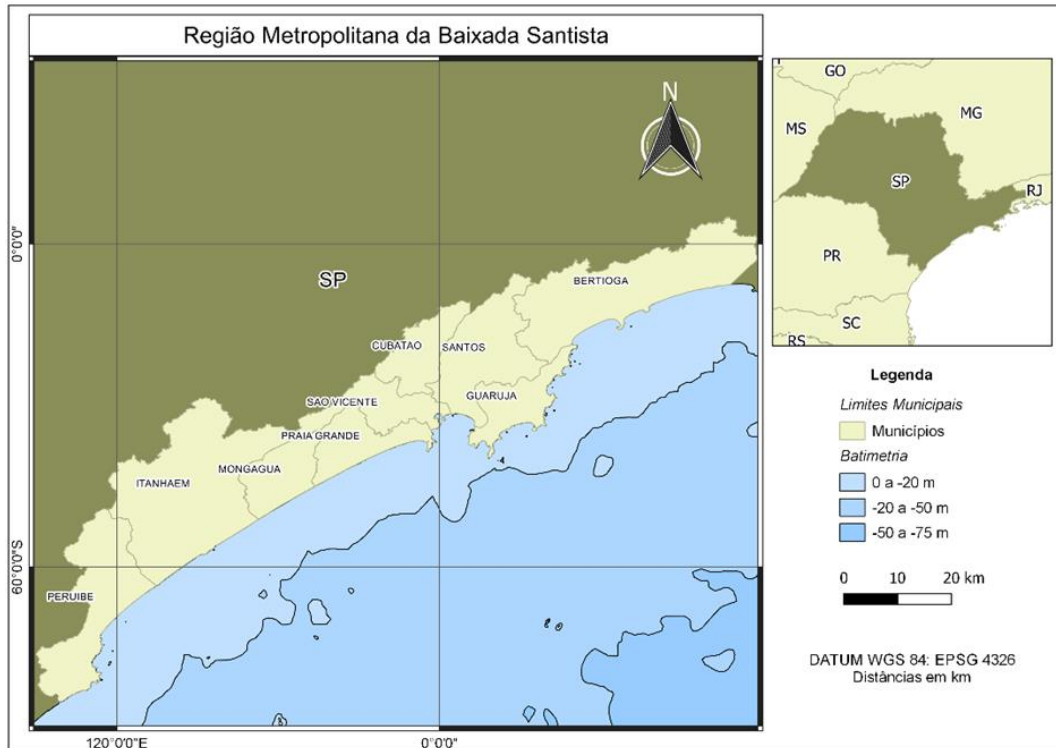 Região Metropolitana da Baixada Santista
N
SP
BERTIOGA
CUBATAO
SANTOS
SAO VICENTE
GUARUJA
PRAIA GRANDE
MONGAGUA
ITANHAEM
PERUIBE
0°0'0"
60°0'0"S
120°0'0"E
0°0'0"
GO
MS
MG
SP
RJ
PR
SC
RS
Legenda
Limites Municipais
Municípios
Batimetria
0 a -20 m
-20 a -50 m
-50 a -75 m
0 10 20 km
DATUM WGS 84: EPSG 4326
Distâncias em km